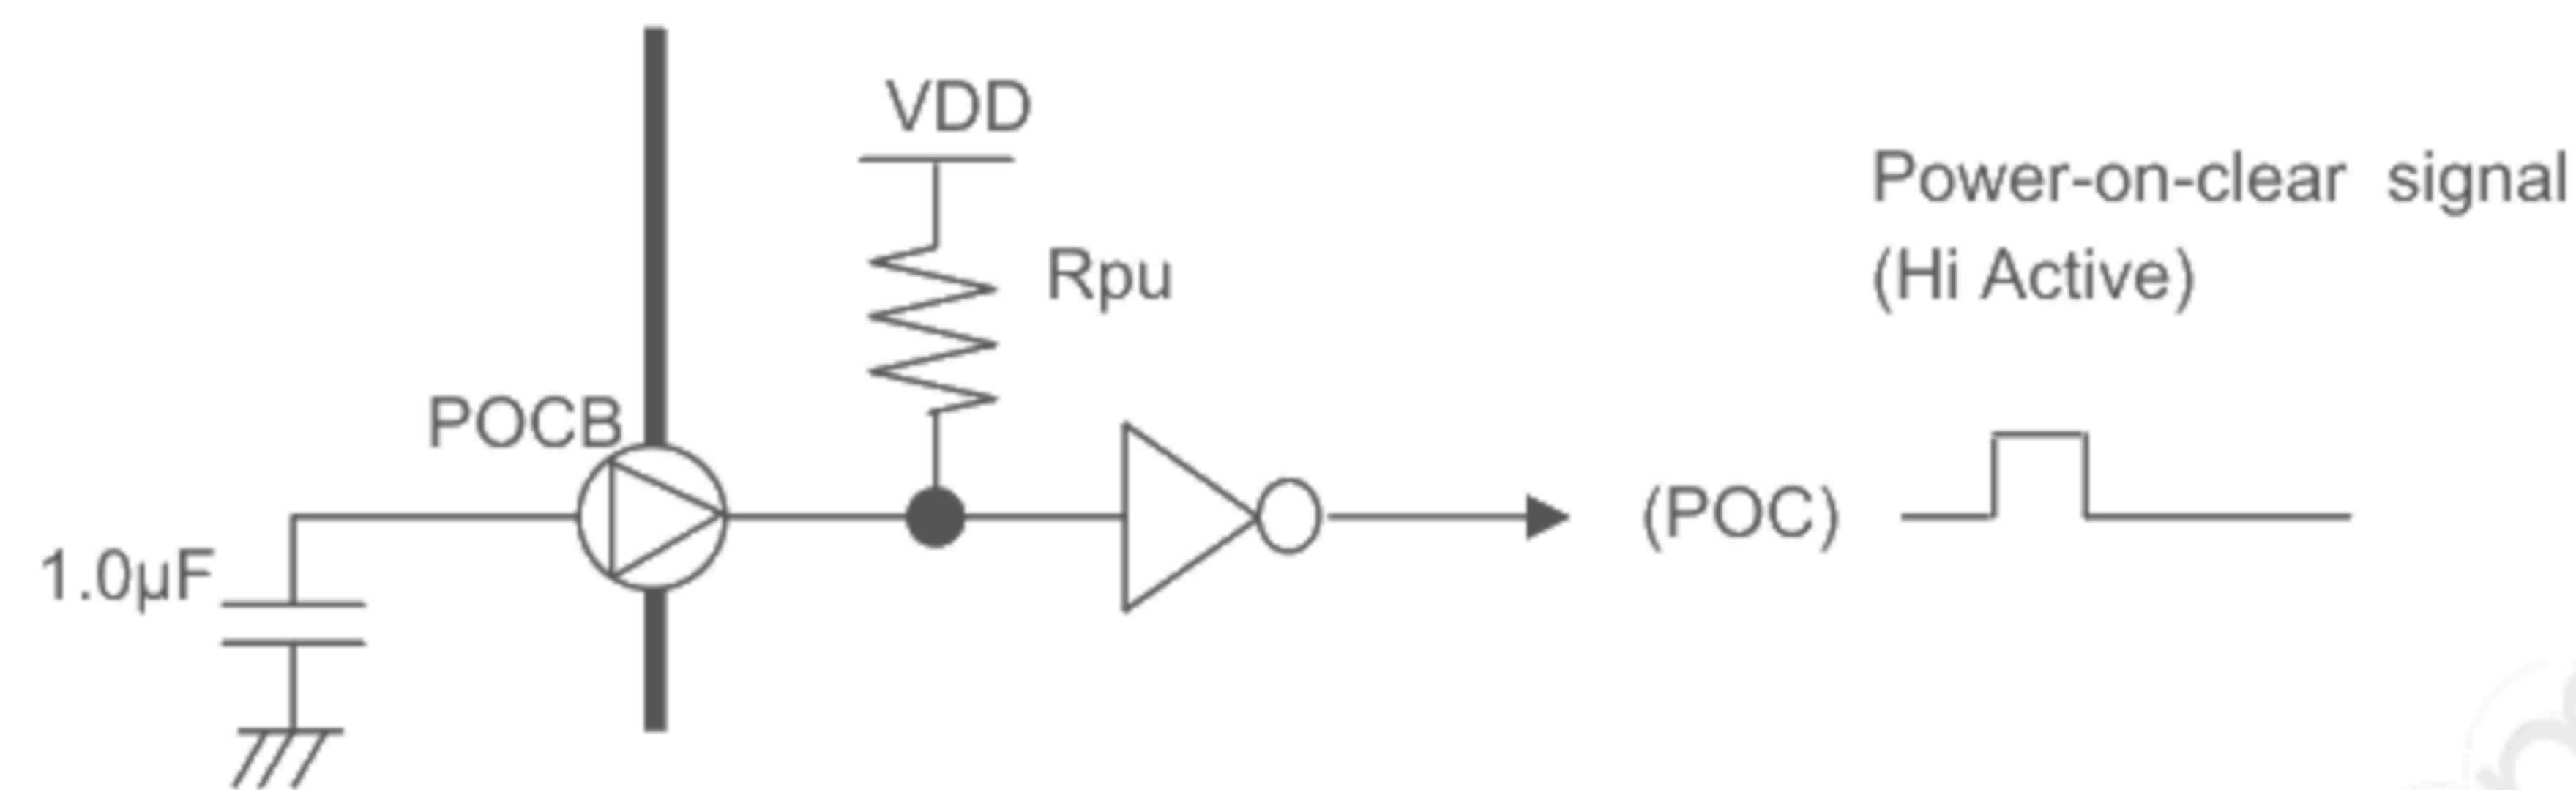 VDD
Power-on-clear signal
Rpu
(Hi Active)
POCB
(POC)
1.0µF